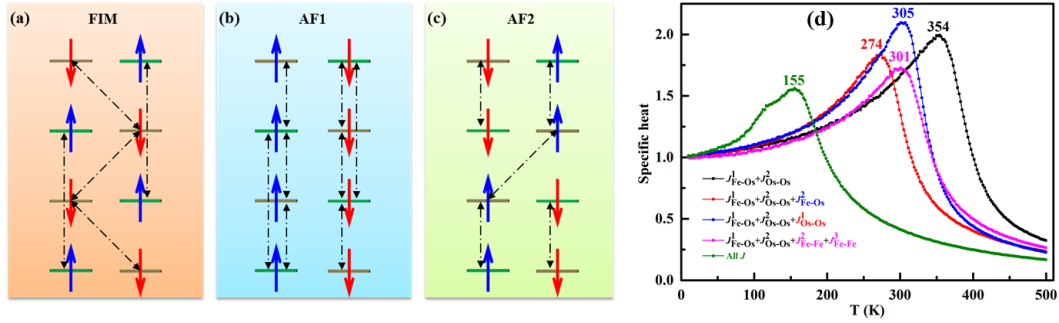 (a) FIM
(b) AF1
(c) AF2
(d)
Specific heat
2.0
1.5
1.0
0.5
0.0
0 100 200 300 400 500
T (K)
155
274
305
301
354
J¹Fe-Os+J²Os-Os
J¹Fe-Os+J²Os-Os+J²Fe-Os
J¹Fe-Os+J²Os-Os+J¹Os-Os
J¹Fe-Os+J²Os-Os+J²Fe-Fe+J³Fe-Fe
All J